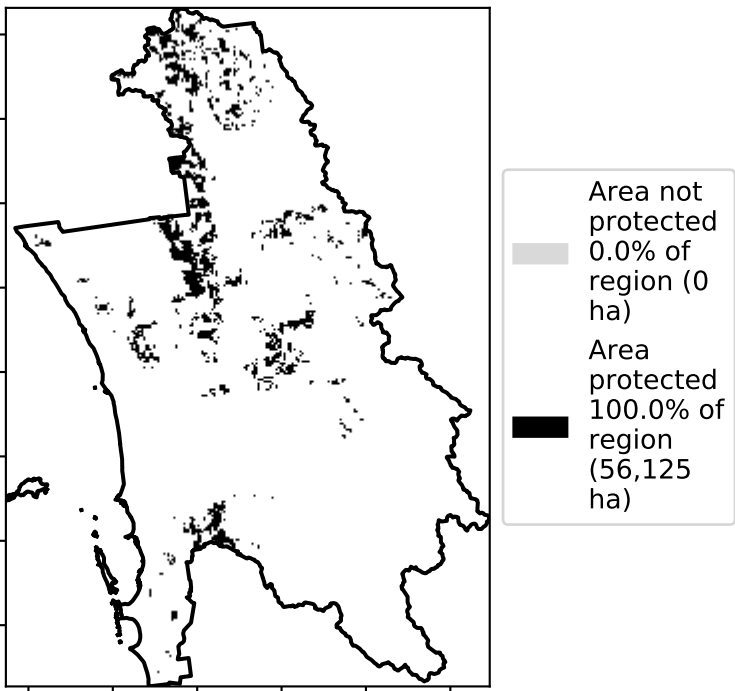 Area not
protected
0.0% of
region (0
ha)
Area
protected
100.0% of
region
(56,125
ha)